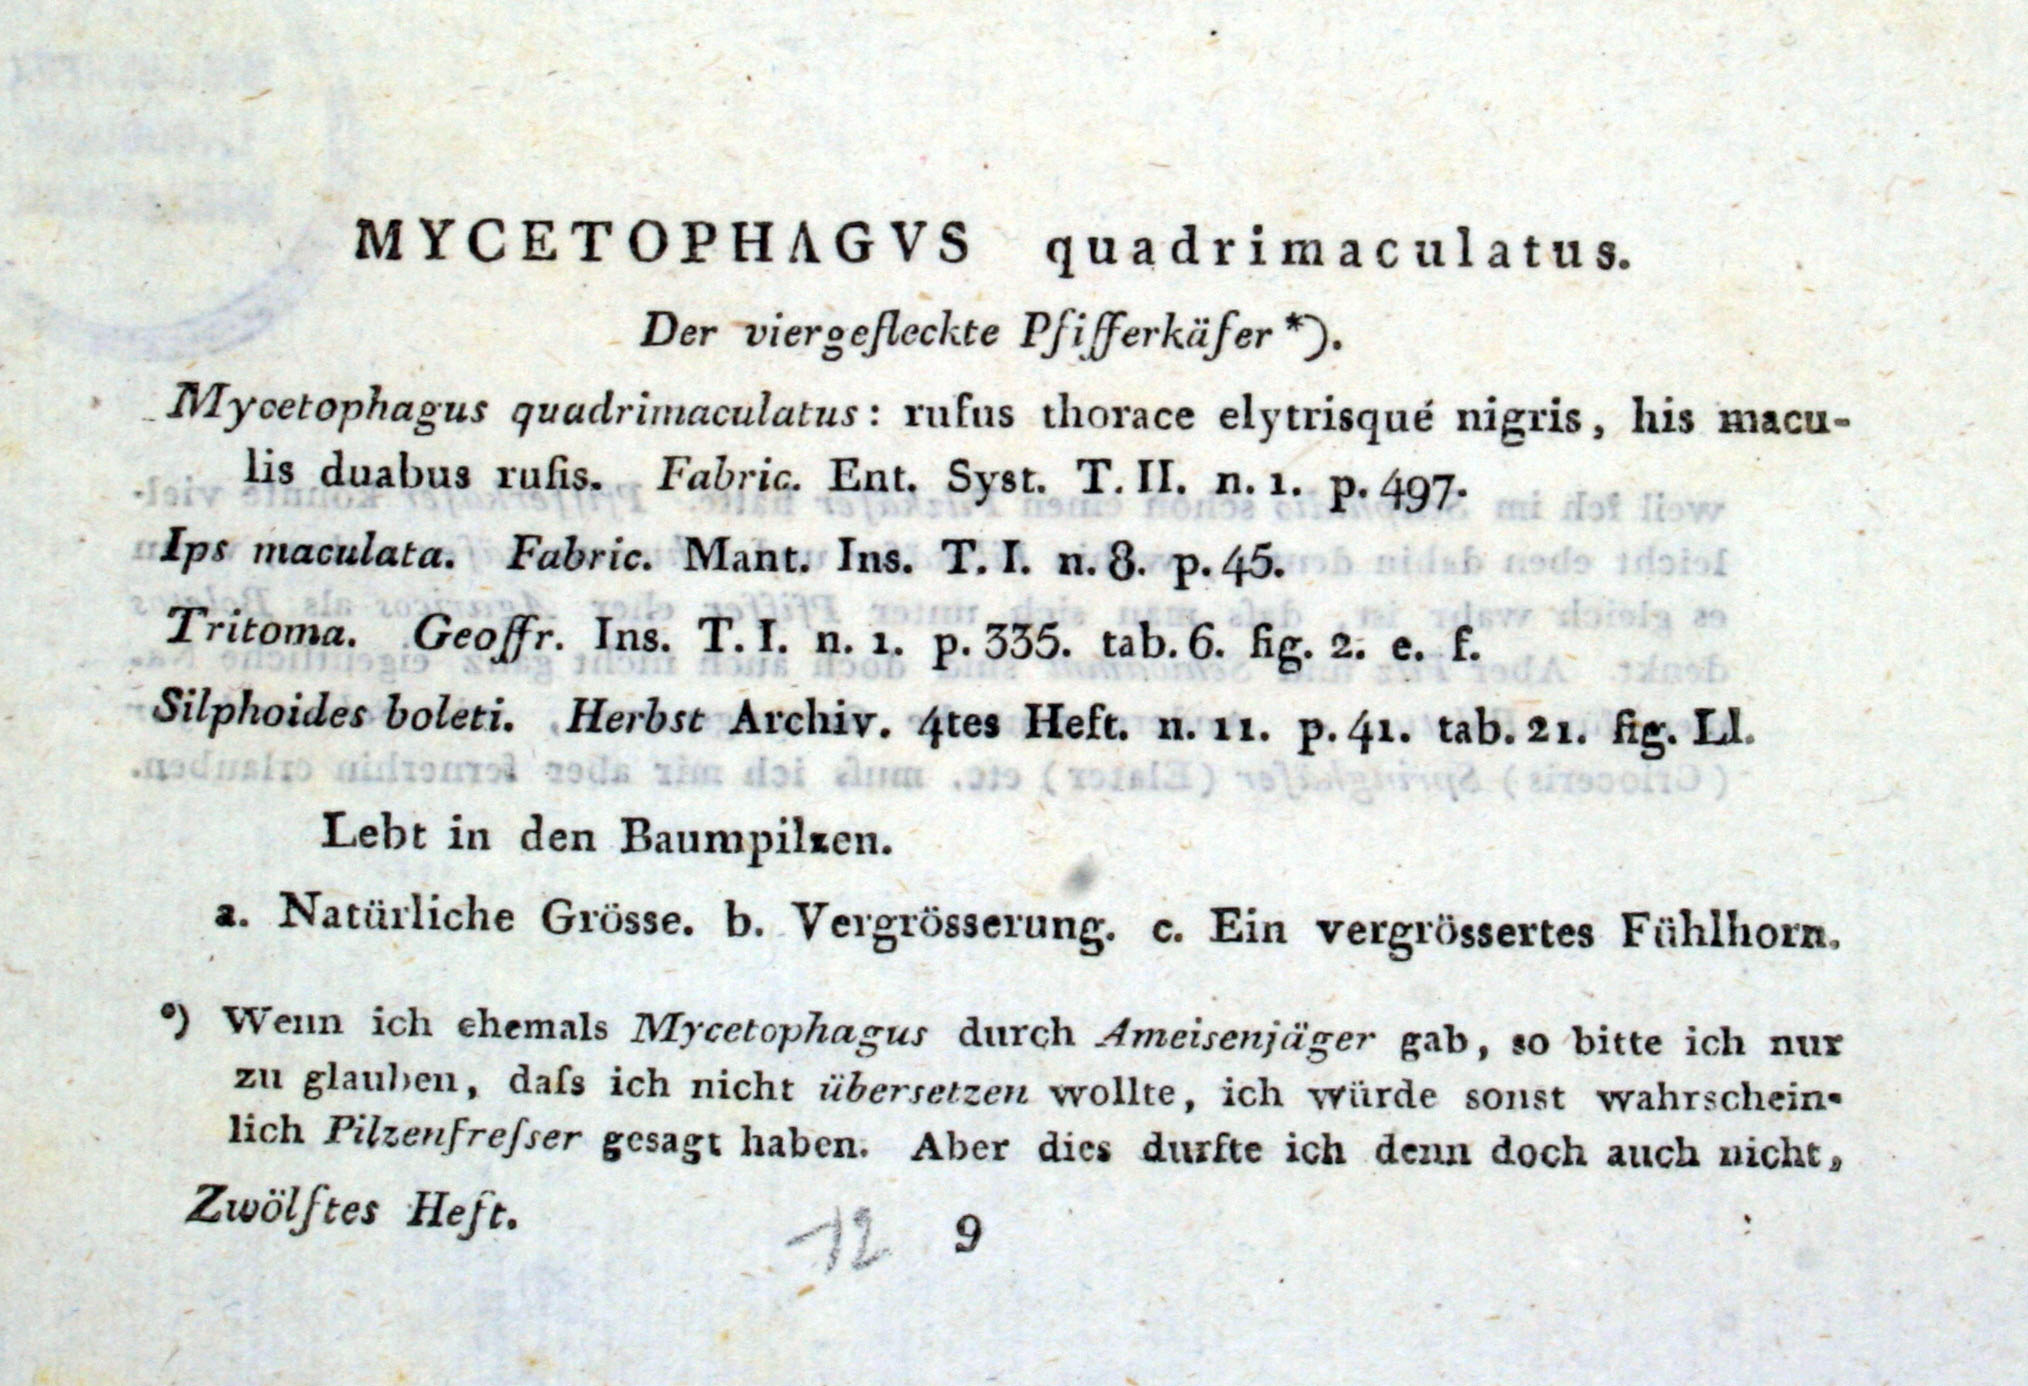 MYCETOPHAGVS quadrimaculatus.
Der viergefleckte Pfifferkäfer *).
Mycetophagus quadrimaculatus: rufus thorace elytrisqué nigris, his macu-
lis duabus rufis. Fabric. Ent. Syst. T. II. n. 1. p. 497.
Ips maculata. Fabric. Mant. Ins. T. I. n. 8. p. 45.
Tritoma. Geoffr. Ins. T. I. n. 1. p. 335. tab. 6. fig. 2. e. f.
Silphoides boleti. Herbst Archiv. 4tes Heft. n. 11. p. 41. tab. 21. fig. Ll.
Lebt in den Baumpilzen.
a. Natürliche Grösse. b. Vergrösserung. c. Ein vergrössertes Fühlhorn.
*) Wenn ich ehemals Mycetophagus durch Ameisenjäger gab, so bitte ich nur
zu glauben, daſs ich nicht übersetzen wollte, ich würde sonst wahrschein-
lich Pilzenfreſser gesagt haben. Aber dies durfte ich denn doch auch nicht,
Zwölftes Heft. 12 9